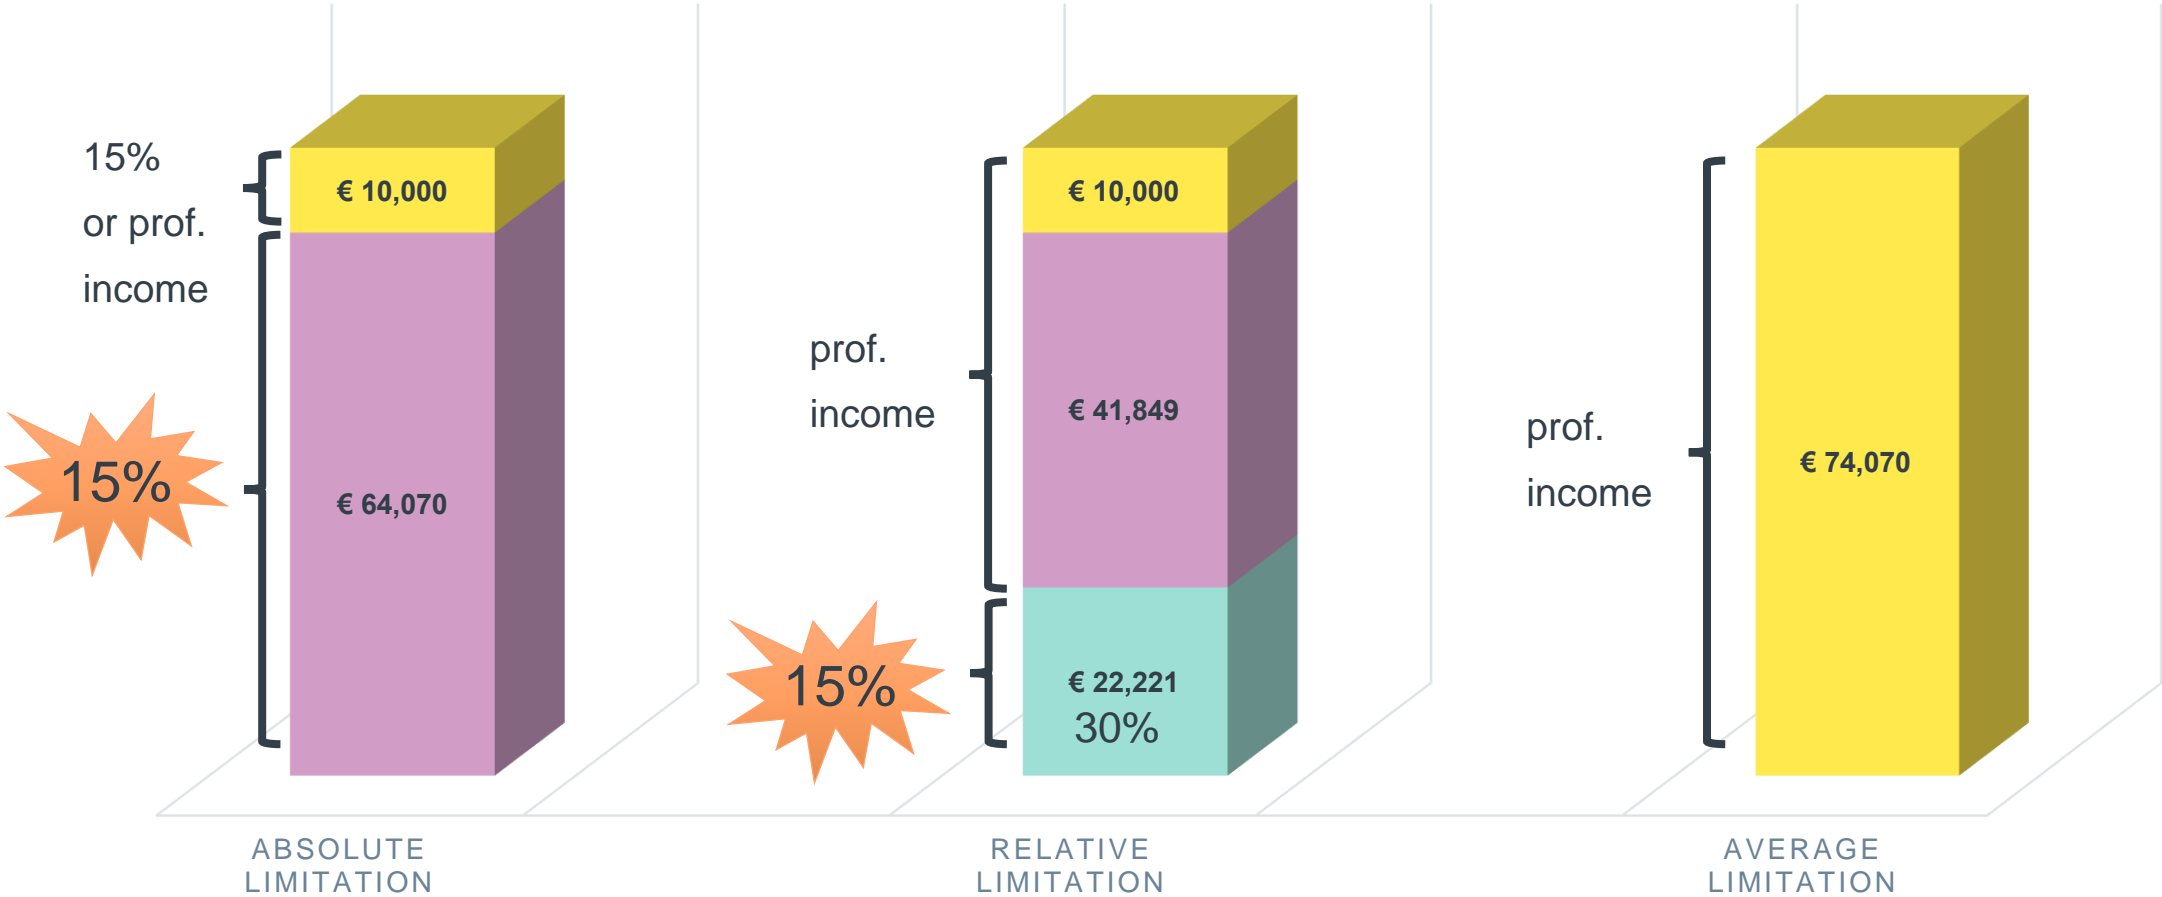 15%
or prof.
income
€ 10,000
15%
€ 64,070
ABSOLUTE
LIMITATION
prof.
income
€ 10,000
€ 41,849
15%
€ 22,221
30%
RELATIVE
LIMITATION
prof.
income
€ 74,070
AVERAGE
LIMITATION